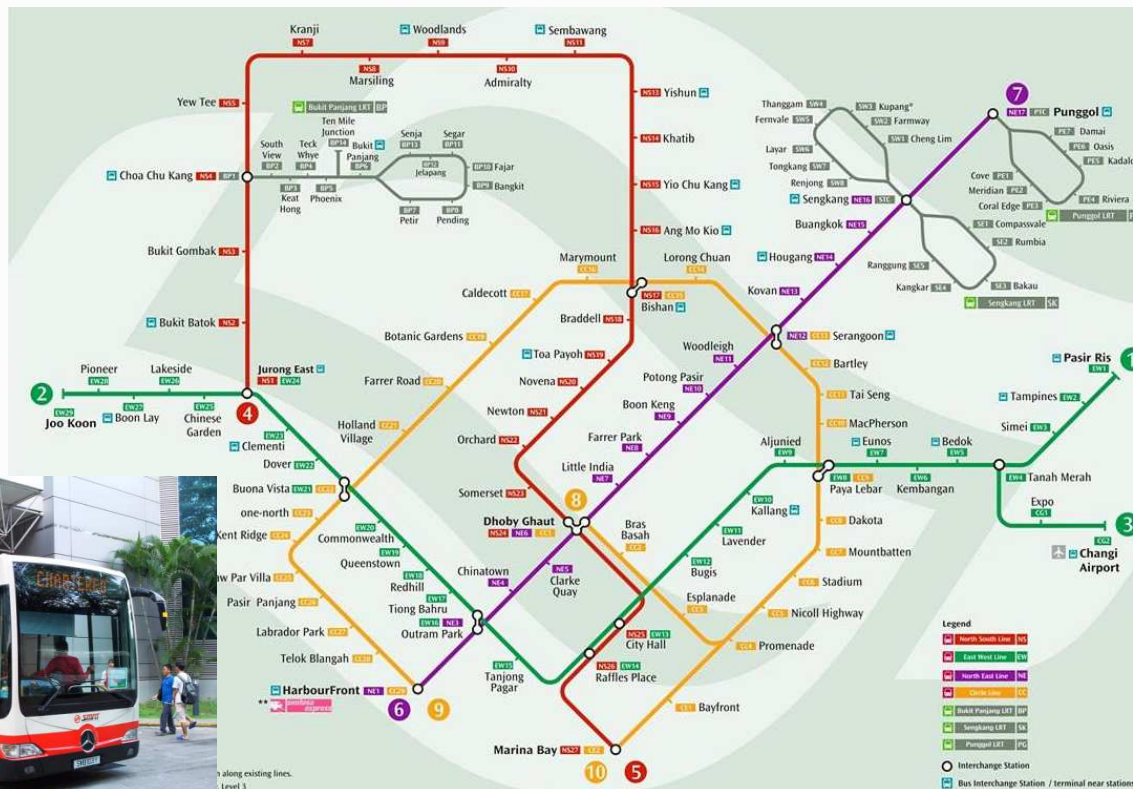 Kranji
NS7
Woodlands
NS9
Sembawang
NS11
NS8
Marsiling
NS10
Admiralty
Yew Tee NS5
Bukit Panjang LRT BP
Ten Mile
Junction
BP14
South
View
BP2
Teck
Whye
BP4
Bukit
Panjang
BP6
Senja
BP13
Segar
BP11
BP12
Jelapang
BP10 Fajar
BP9 Bangkit
Choa Chu Kang NS4 BP1
BP3
Keat
Hong
BP5
Phoenix
BP7
Petir
BP8
Pending
NS13 Yishun
NS14 Khatib
NS15 Yio Chu Kang
NS16 Ang Mo Kio
Bukit Gombak NS3
Bukit Batok NS2
Jurong East
NS1 EW24
4
2
Pioneer
EW28
Lakeside
EW26
EW29
Joo Koon
EW27
Boon Lay
EW25
Chinese
Garden
EW23
Clementi
Dover EW22
Buona Vista EW21 CC22
one-north CC23
Kent Ridge CC24
aw Par Villa CC25
Pasir Panjang CC26
Labrador Park CC27
Telok Blangah CC28
HarbourFront NE1 CC29
**
sentosa
express
6
9
Marymount
CC16
Lorong Chuan
CC14
Caldecott CC17
Botanic Gardens CC19
Farrer Road CC20
Holland
Village
CC21
NS17 CC15
Bishan
Braddell NS18
Toa Payoh NS19
Novena NS20
Newton NS21
Orchard NS22
Somerset NS23
8
Dhoby Ghaut
NS24 NE6 CC1
7
NE17 PTC Punggol
Sengkang NE16 STC
Buangkok NE15
Hougang NE14
Kovan NE13
NE12 CC13 Serangoon
Woodleigh
NE11
Potong Pasir
NE10
Boon Keng
NE9
Farrer Park
NE8
Little India
NE7
NE5
Clarke
Quay
Chinatown
NE4
EW16 NE3
Outram Park
EW20
Commonwealth
EW19
Queenstown
EW18
Redhill
EW17
Tiong Bahru
EW15
Tanjong
Pagar
Thanggam SW4
Fernvale SW5
Layar SW6
Tongkang SW7
Renjong SW8
SW3 Kupang*
SW2 Farmway
SW1 Cheng Lim
PE7 Damai
PE6 Oasis
PE5 Kadalo
PE4 Riviera
Cove PE1
Meridian PE2
Coral Edge PE3
Punggol LRT P
SE1 Compassvale
SE2 Rumbia
SE3 Bakau
Ranggung SE5
Kangkar SE4
Sengkang LRT SK
CC12 Bartley
CC11 Tai Seng
CC10 MacPherson
EW8 CC9
Paya Lebar
CC8 Dakota
CC7 Mountbatten
CC6 Stadium
CC5 Nicoll Highway
CC4 Promenade
CC3
Esplanade
Bras
Basah
CC2
CE1 Bayfront
Marina Bay NS27 CE2
10
5
Aljunied
EW9
EW10
Kallang
EW11
Lavender
EW12
Bugis
NS25 EW13
City Hall
NS26 EW14
Raffles Place
Eunos
EW7
Bedok
EW5
EW6
Kembangan
EW4
Tanah Merah
Simei EW3
Tampines EW2
Pasir Ris
EW1
1
Expo
CG1
3
CG2
Changi
Airport
Legend
North South Line NS
East West Line EW
North East Line NE
Circle Line CC
Bukit Panjang LRT BP
Sengkang LRT SK
Punggol LRT PG
Interchange Station
Bus Interchange Station / terminal near stations
n along existing lines.
Level 3
CHARTERED
SMRT